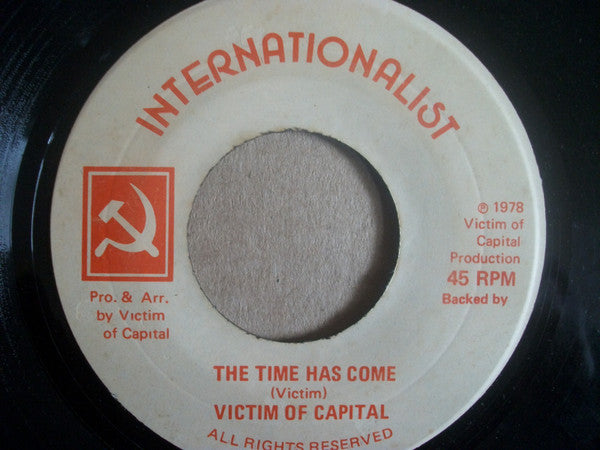 INTERNATIONALIST
Pro. & Arr.
by Victim
of Capital
℗ 1978
Victim of
Capital
Production
45 RPM
Backed by
THE TIME HAS COME
(Victim)
VICTIM OF CAPITAL
ALL RIGHTS RESERVED